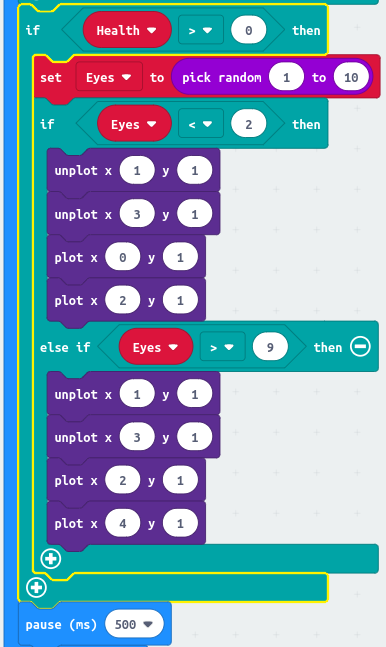 if Health > 0 then
set Eyes to pick random 1 to 10
if Eyes < 2 then
unplot x 1 y 1
unplot x 3 y 1
plot x 0 y 1
plot x 2 y 1
else if Eyes > 9 then
unplot x 1 y 1
unplot x 3 y 1
plot x 2 y 1
plot x 4 y 1
pause (ms) 500